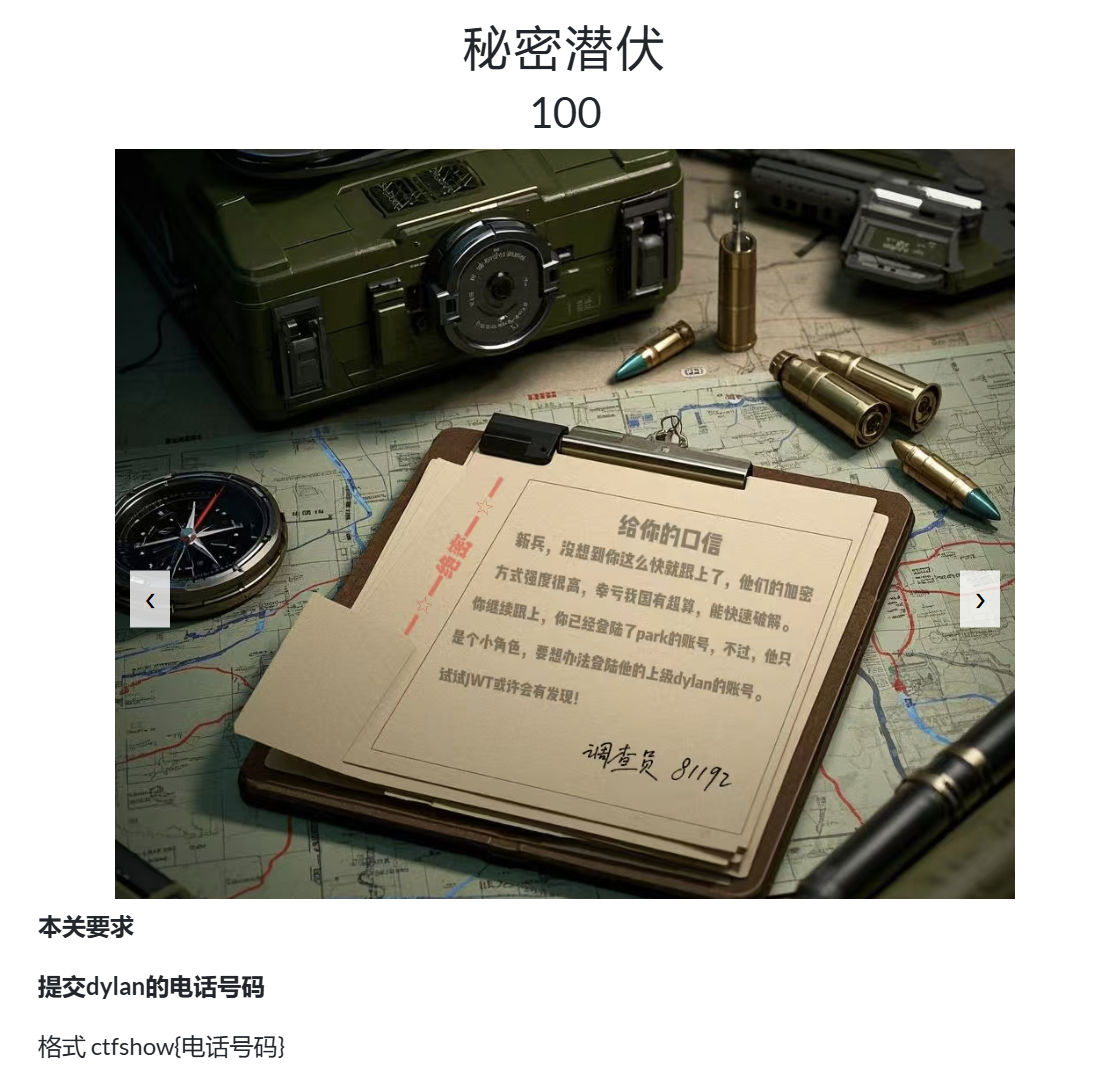 秘密潜伏
100
绝密
给你的口信
新兵，没想到你这么快就跟上了，他们的加密
方式强度很高，幸亏我国有超算，能快速破解。
你继续跟上，你已经登陆了park的账号，不过，他只
是个小角色，要想办法登陆他的上级dylan的账号。
试试JWT或许会有发现！
调查员 81192
‹
›
本关要求
提交dylan的电话号码
格式 ctfshow{电话号码}